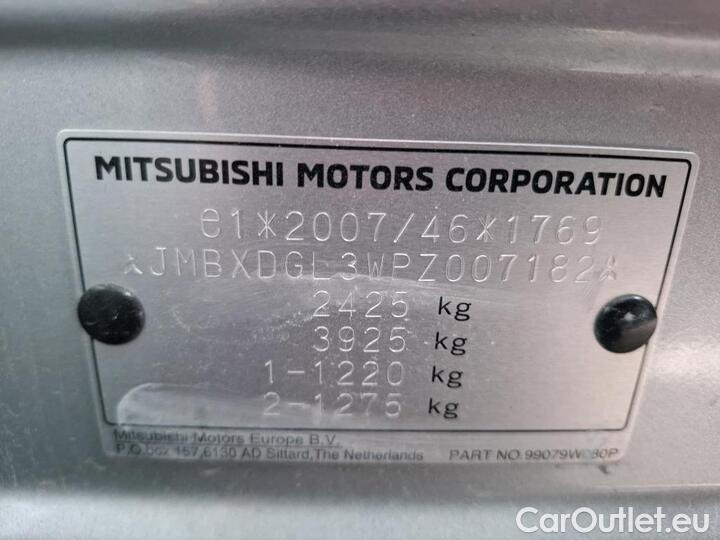 MITSUBISHI MOTORS CORPORATION
e1*2007/46*1769
*JMBXDGL3WPZ007182*
2425 kg
3925 kg
1-1220 kg
2-1275 kg
Mitsubishi Motors Europe B.V.
P.O.box 157,6130 AD Sittard,The Netherlands PART NO.99079W080P
CarOutlet.eu